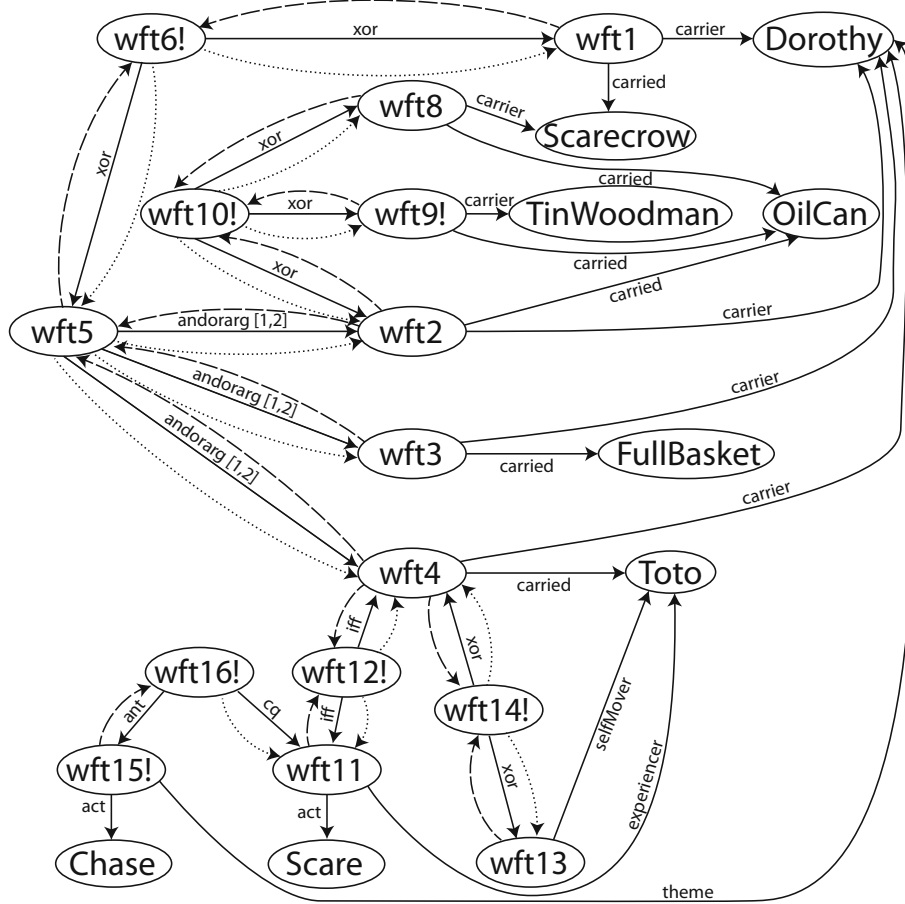 wft6!
xor
wft1
carrier
Dorothy
carried
wft8
carrier
Scarecrow
xor
carried
wft10!
xor
wft9!
carrier
TinWoodman
OilCan
xor
carried
xor
carried
wft5
andorarg [1,2]
wft2
carrier
andorarg [1,2]
carrier
wft3
carried
FullBasket
andorarg [1,2]
carrier
wft4
carried
Toto
iff
xor
wft16!
wft12!
ant
cq
iff
wft14!
selfMover
wft15!
wft11
xor
experiencer
act
act
Chase
Scare
wft13
theme